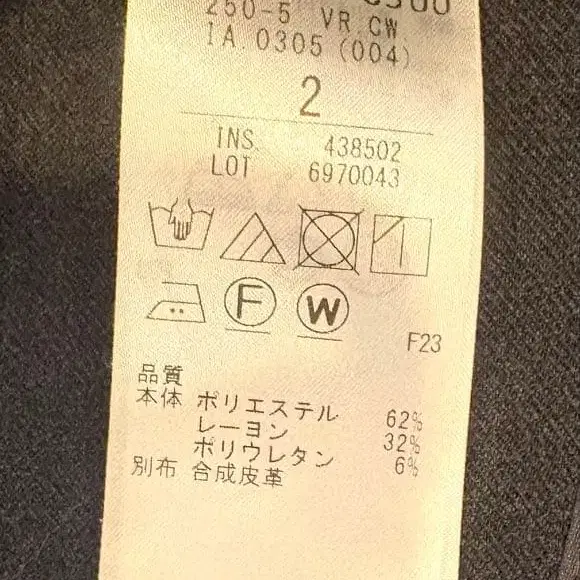 250-5 VR.CW
IA.0305(004)
2
INS. 438502
LOT 6970043
F
W
F23
品質
本体 ポリエステル 62%
レーヨン 32%
ポリウレタン 6%
別布 合成皮革